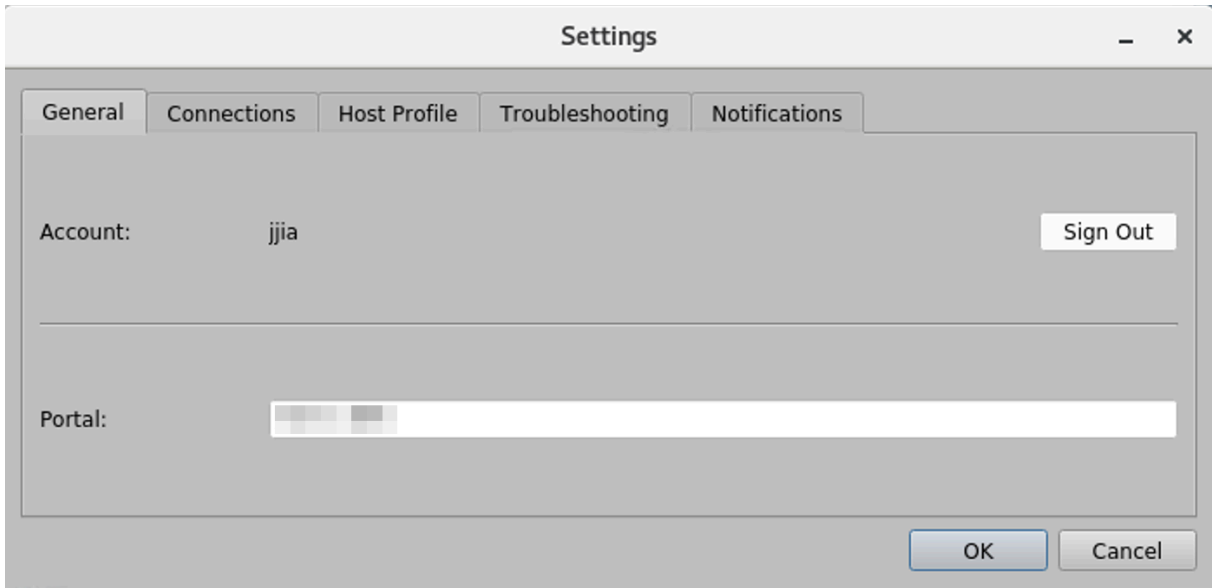 Settings
General Connections Host Profile Troubleshooting Notifications
Account: jjia Sign Out
Portal:
OK Cancel